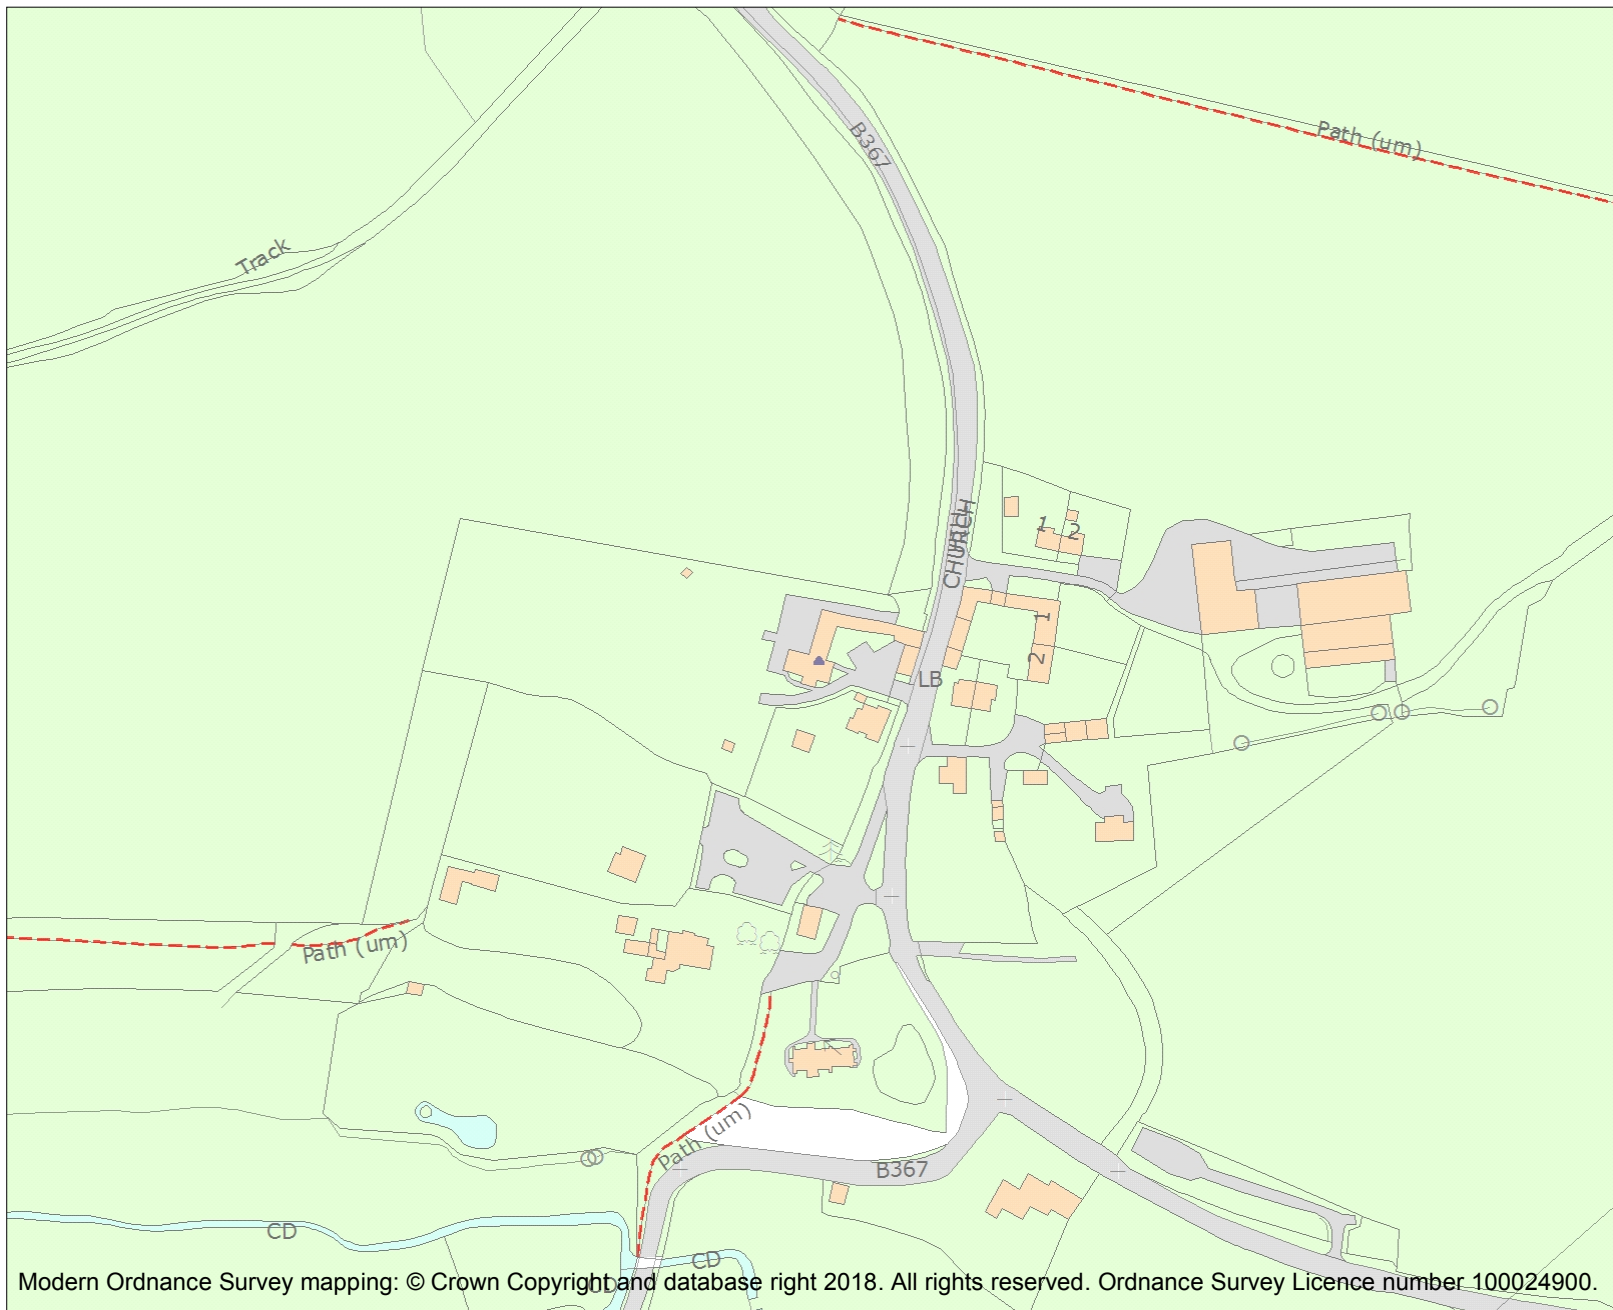 B367
Path (um)
Track
CHURCH
1
2
1
2
LB
Path (um)
Path (um)
B367
CD
CD
Modern Ordnance Survey mapping: © Crown Copyright and database right 2018. All rights reserved. Ordnance Survey Licence number 100024900.